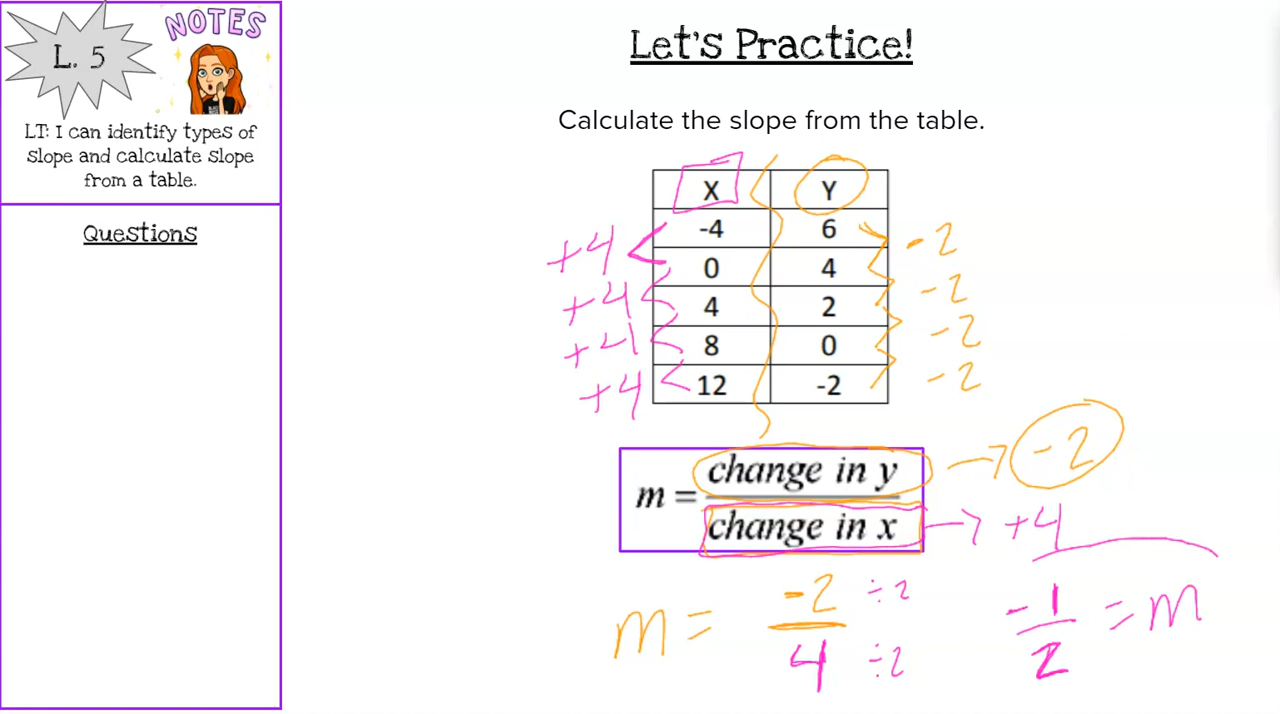 L. 5
NOTES
LT: I can identify types of
slope and calculate slope
from a table.
Questions
Let's Practice!
Calculate the slope from the table.
X Y
+4 -4 6 -2
+4 0 4 -2
+4 4 2 -2
+4 8 0 -2
12 -2
m = change in y / change in x
→ -2
→ +4
m = -2/4 ÷2 ÷2
-1/2 = m